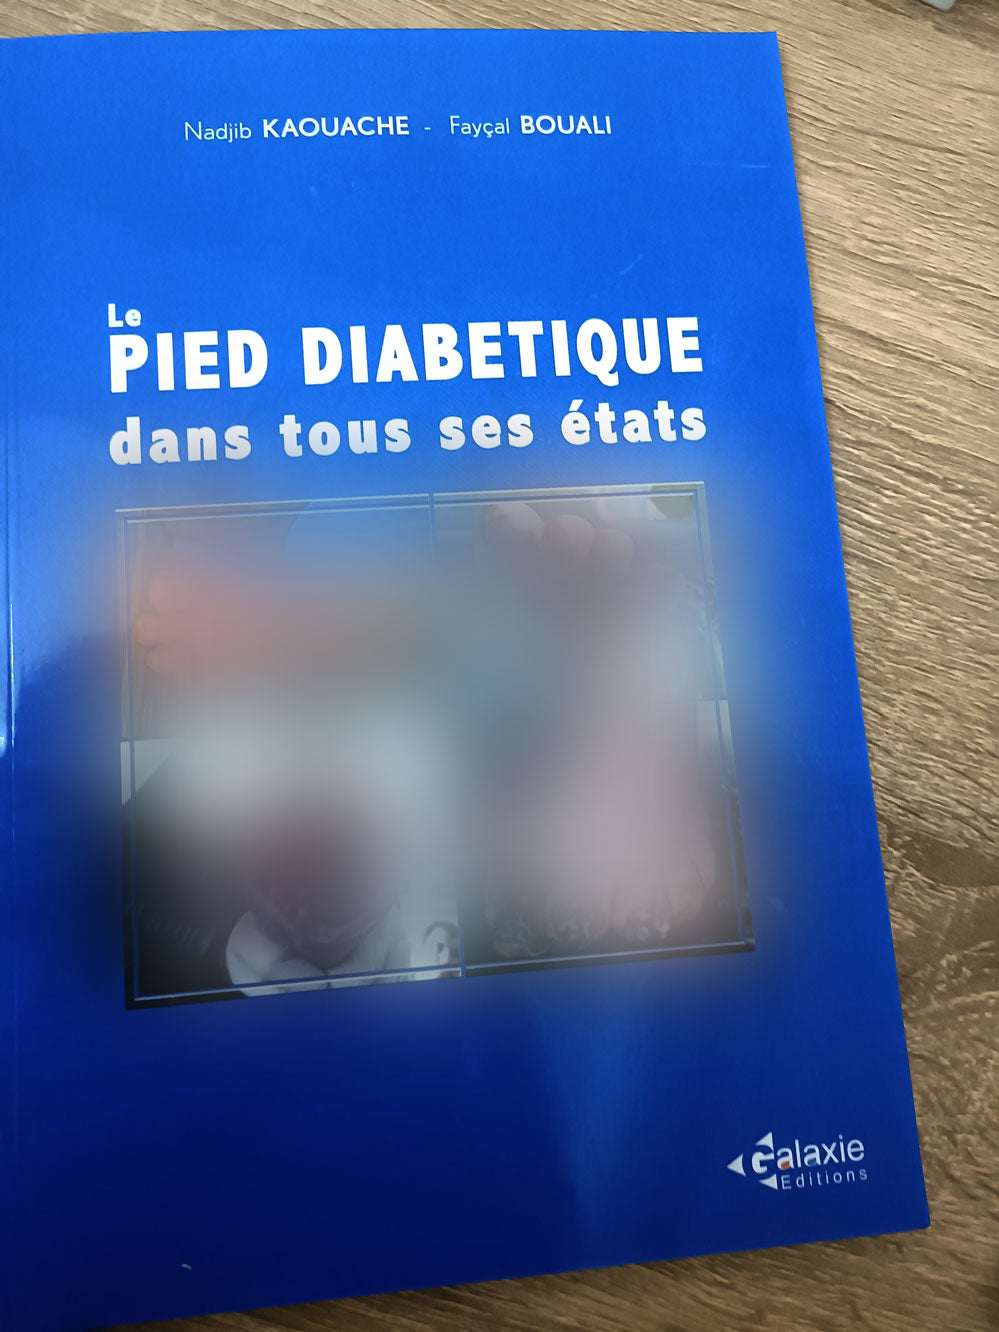 Nadjib KAOUACHE - Fayçal BOUALI
Le
PIED DIABETIQUE
dans tous ses états
Galaxie
Editions